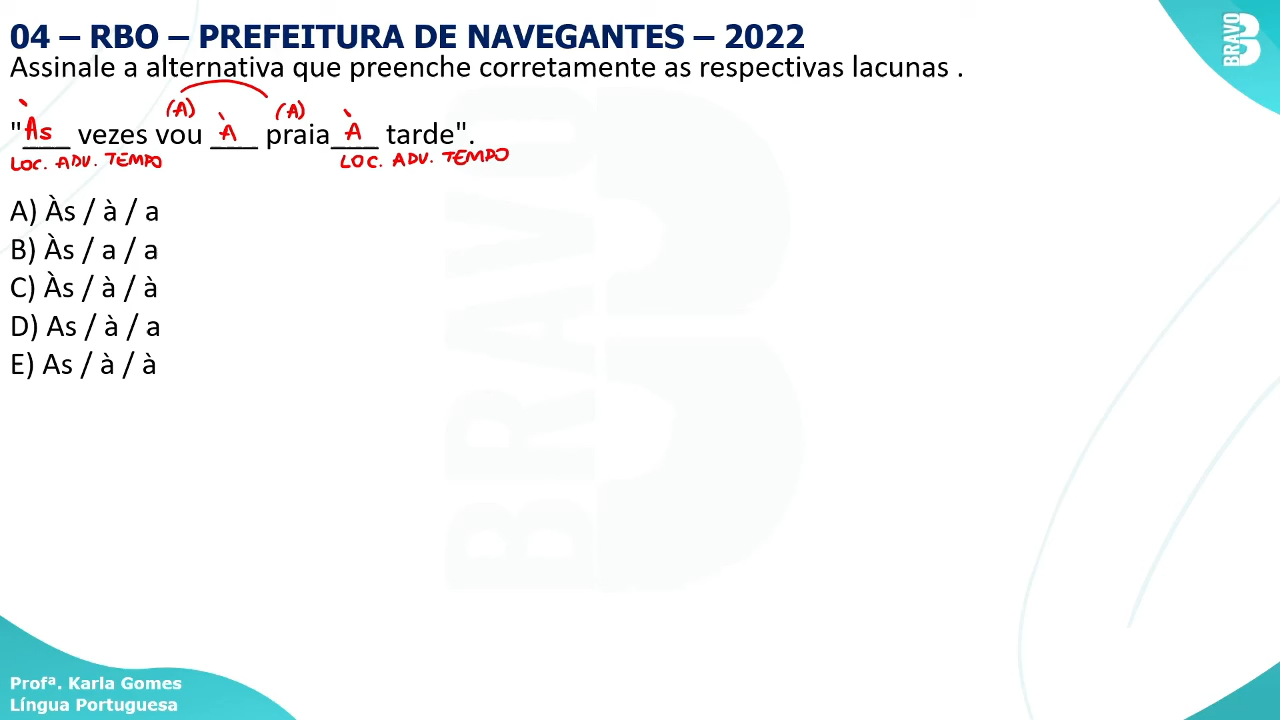 04 – RBO – PREFEITURA DE NAVEGANTES – 2022
BRAVO
Assinale a alternativa que preenche corretamente as respectivas lacunas .
(A) (A)
"Às vezes vou À praia À tarde".
LOC. ADV. TEMPO LOC. ADV. TEMPO
A) Às / à / a
B) Às / a / a
C) Às / à / à
D) As / à / a
E) As / à / à
BRAVO
Profª. Karla Gomes
Língua Portuguesa